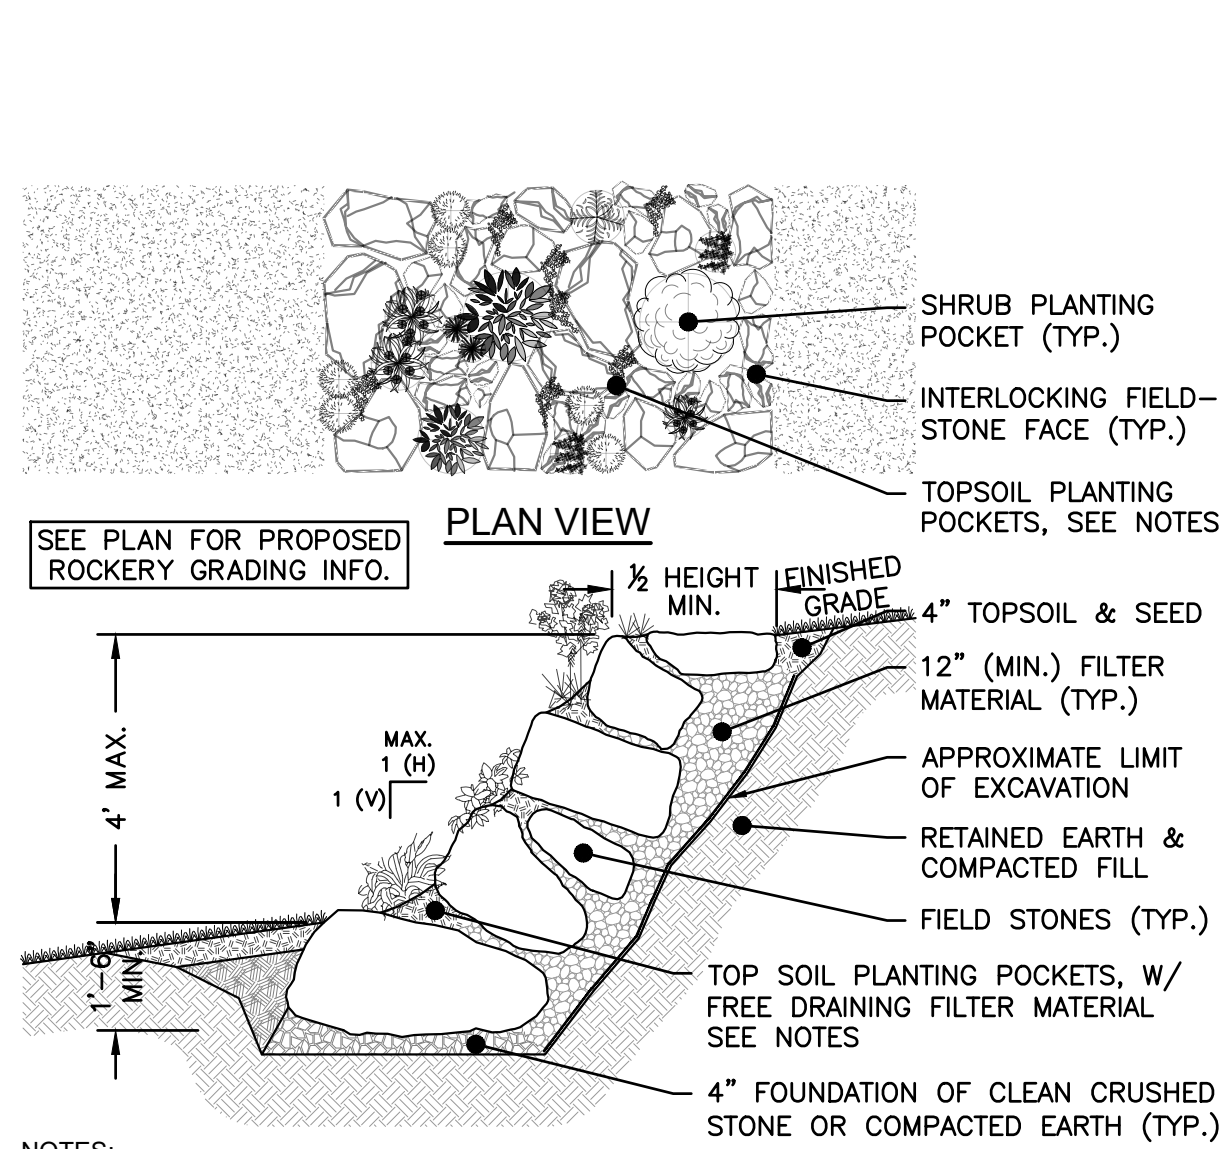 SHRUB PLANTING
POCKET (TYP.)
INTERLOCKING FIELD–
STONE FACE (TYP.)
TOPSOIL PLANTING
POCKETS, SEE NOTES
PLAN VIEW
SEE PLAN FOR PROPOSED
ROCKERY GRADING INFO.
½ HEIGHT
MIN.
FINISHED
GRADE
4" TOPSOIL & SEED
12" (MIN.) FILTER
MATERIAL (TYP.)
4' MAX.
MAX.
1 (H)
1 (V)
APPROXIMATE LIMIT
OF EXCAVATION
RETAINED EARTH &
COMPACTED FILL
FIELD STONES (TYP.)
1'–6"
MIN.
TOP SOIL PLANTING POCKETS, W/
FREE DRAINING FILTER MATERIAL
SEE NOTES
4" FOUNDATION OF CLEAN CRUSHED
STONE OR COMPACTED EARTH (TYP.)
NOTES: